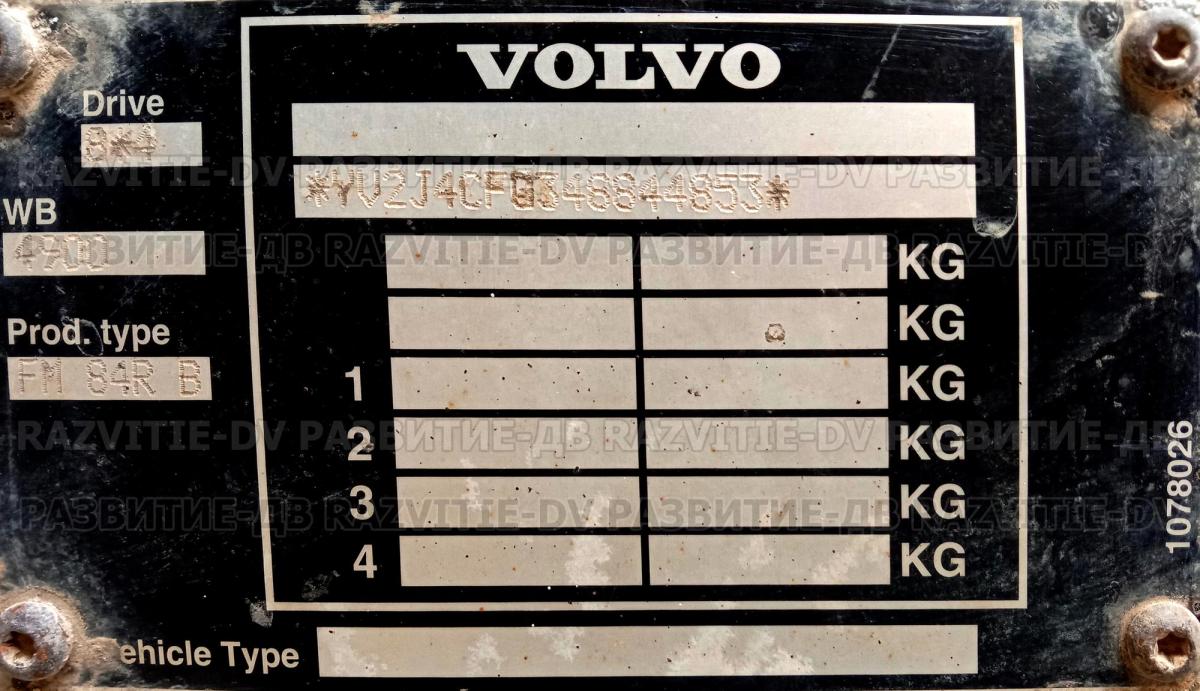 VOLVO
Drive
8*4
RAZVITIE-DV РАЗВИТИЕ-ДВ RAZVITIE-DV РАЗВИТИЕ-ДВ
WB
4900
РАЗВИТИЕ-ДВ RAZVITIE-DV РАЗВИТИЕ-ДВ RAZVITIE-DV
KG
KG
Prod. type
FM 84R B
1 KG
2 KG
RAZVITIE-DV РАЗВИТИЕ-ДВ RAZVITIE-DV РАЗВИТИЕ-ДВ
3 KG
РАЗВИТИЕ-ДВ RAZVITIE-DV РАЗВИТИЕ-ДВ RAZVITIE-DV
4 KG
1078026
ehicle Type